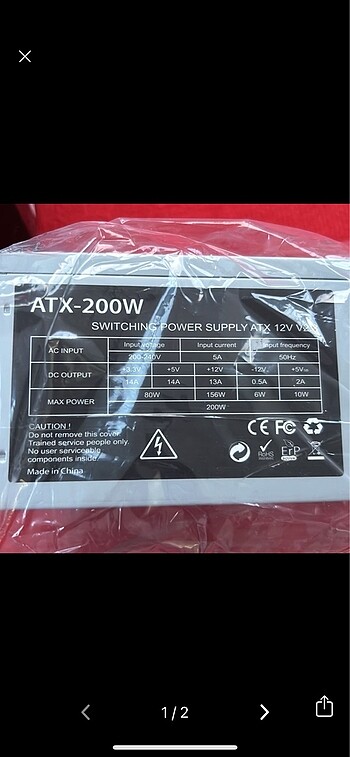 ATX-200W
SWITCHING POWER SUPPLY ATX 12V
AC INPUT
Input voltage Input current Input frequency
200-240V 5A 50Hz
DC OUTPUT
+3.3V +5V +12V -12V +5V
14A 14A 13A 0.5A 2A
MAX POWER
80W 156W 6W 10W
200W
CAUTION !
Do not remove this cover.
Trained service people only.
No user serviceable
components inside.
Made in China
CE FC
RoHS
ErP
1/2